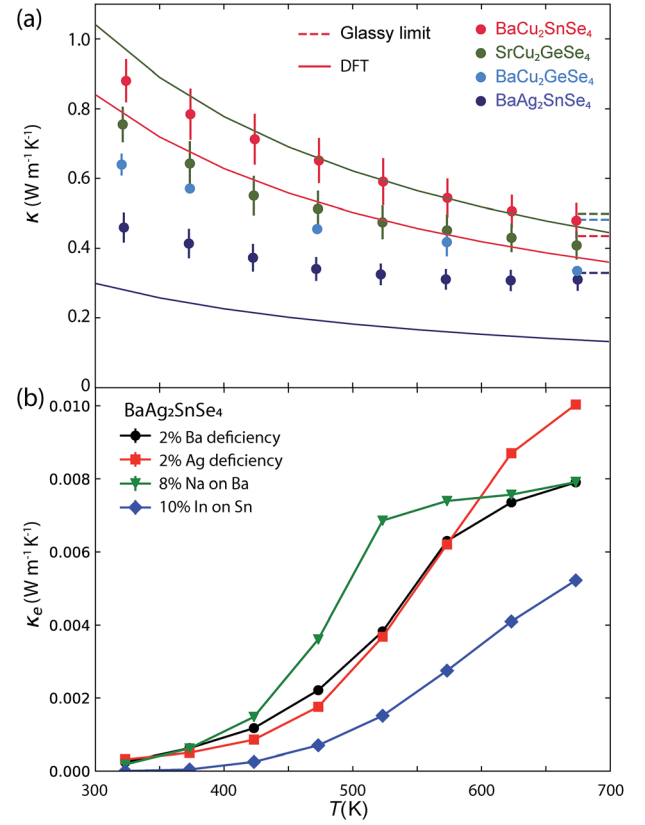 (a)
1.0
0.8
0.6
0.4
0.2
0
κ (W m⁻¹ K⁻¹)
Glassy limit
DFT
BaCu₂SnSe₄
SrCu₂GeSe₄
BaCu₂GeSe₄
BaAg₂SnSe₄
(b)
0.010
0.008
0.006
0.004
0.002
0.000
κₑ (W m⁻¹ K⁻¹)
BaAg₂SnSe₄
2% Ba deficiency
2% Ag deficiency
8% Na on Ba
10% In on Sn
300 400 500 600 700
T(K)